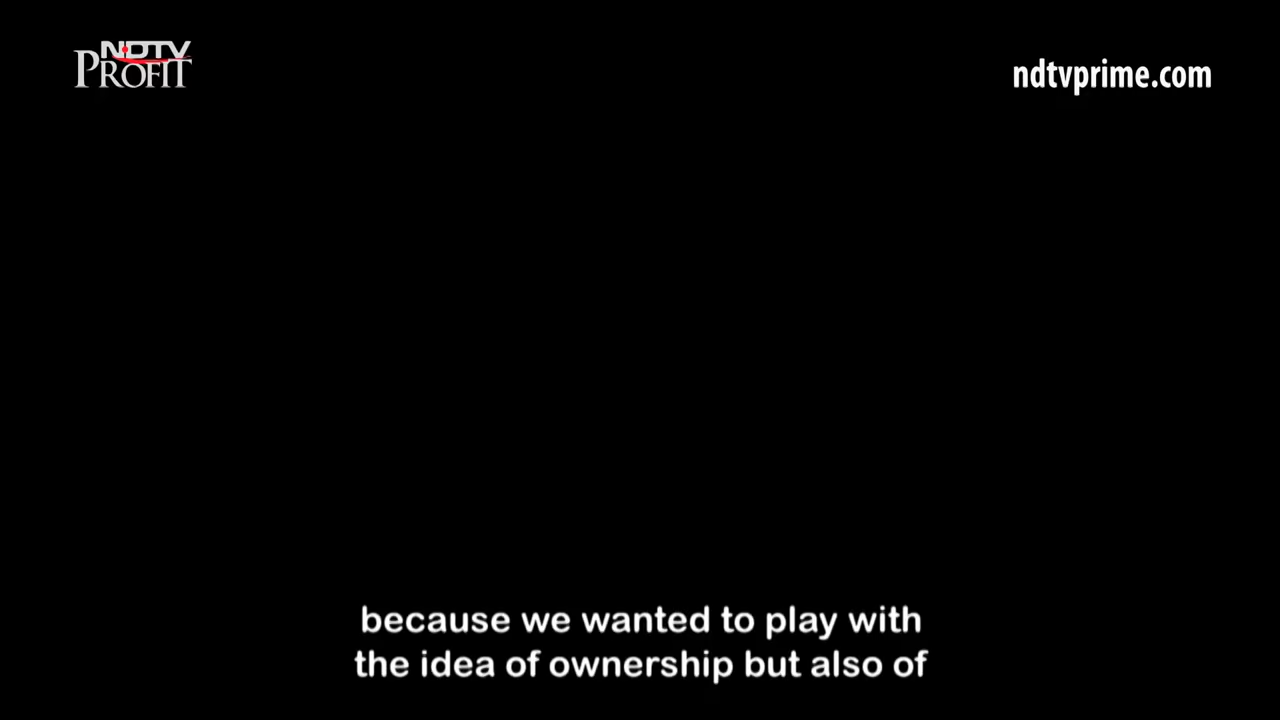 NDTV
PROFIT
ndtvprime.com
because we wanted to play with
the idea of ownership but also of